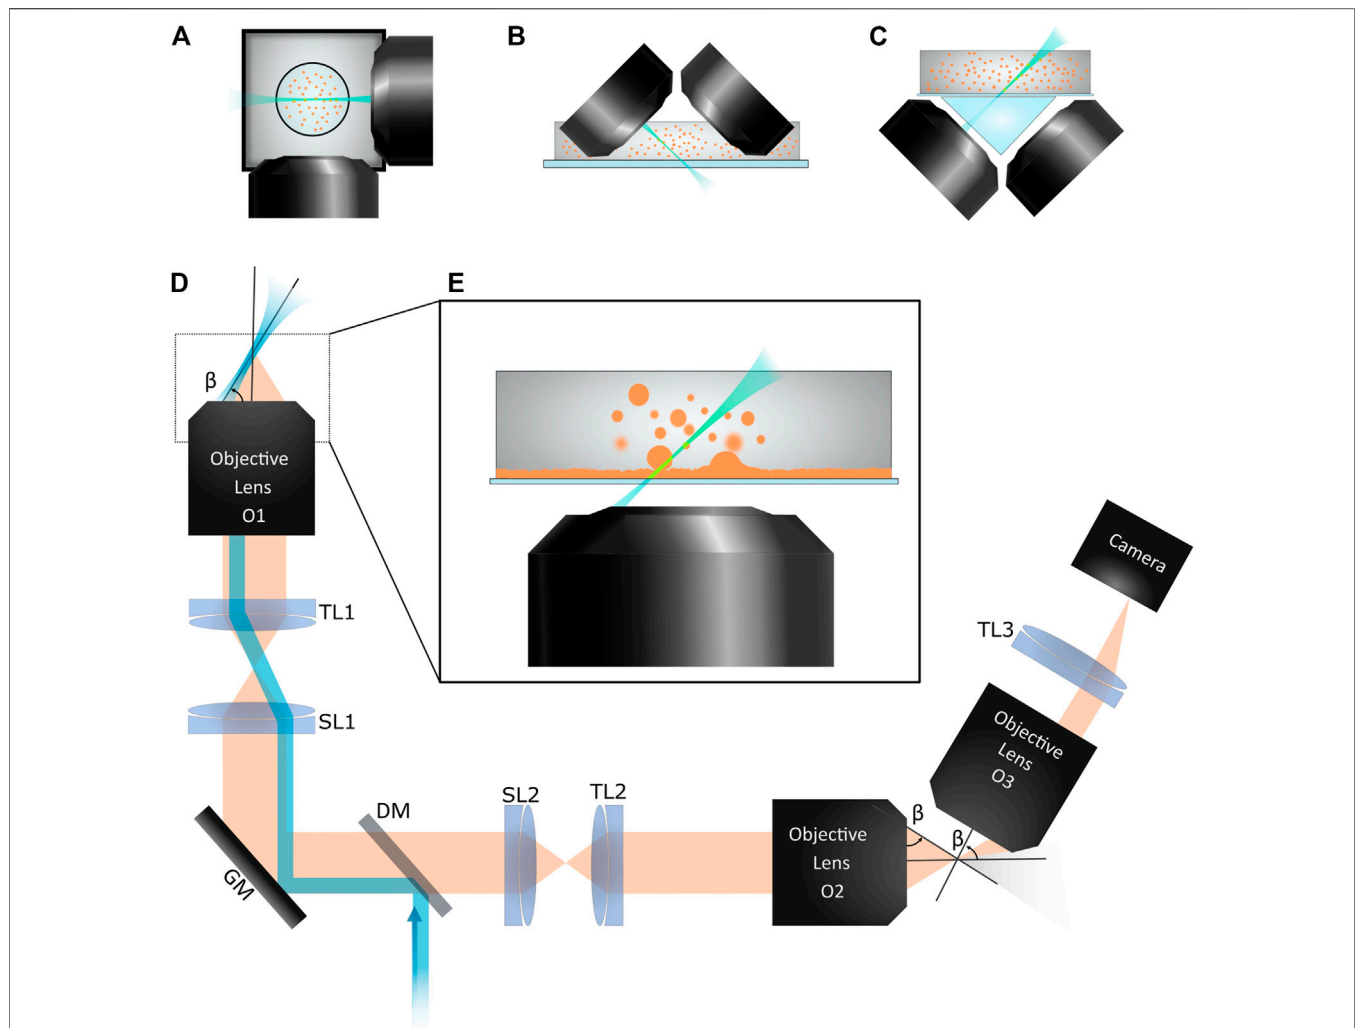 A
B
C
D
E
β
Objective
Lens
O1
TL1
SL1
GM
DM
SL2
TL2
Objective
Lens
O2
β
β
Objective
Lens
O3
TL3
Camera